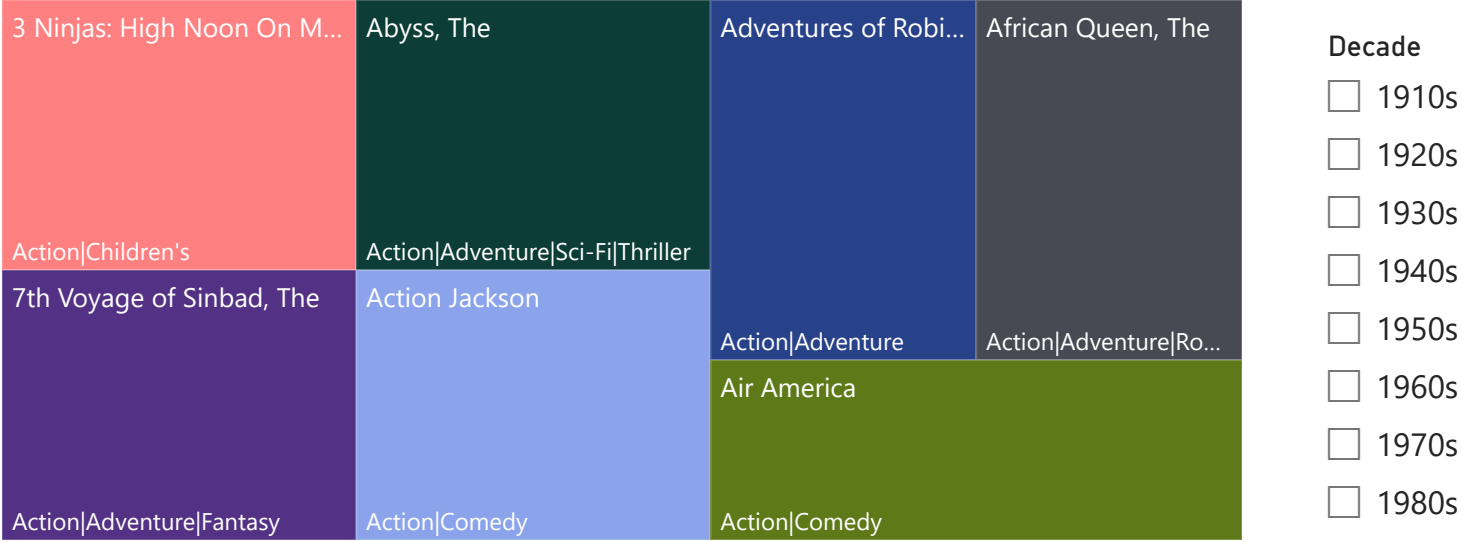 3 Ninjas: High Noon On M...
Action|Children's
7th Voyage of Sinbad, The
Action|Adventure|Fantasy
Abyss, The
Action|Adventure|Sci-Fi|Thriller
Action Jackson
Action|Comedy
Adventures of Robi...
Action|Adventure
African Queen, The
Action|Adventure|Ro...
Air America
Action|Comedy
Decade
1910s
1920s
1930s
1940s
1950s
1960s
1970s
1980s